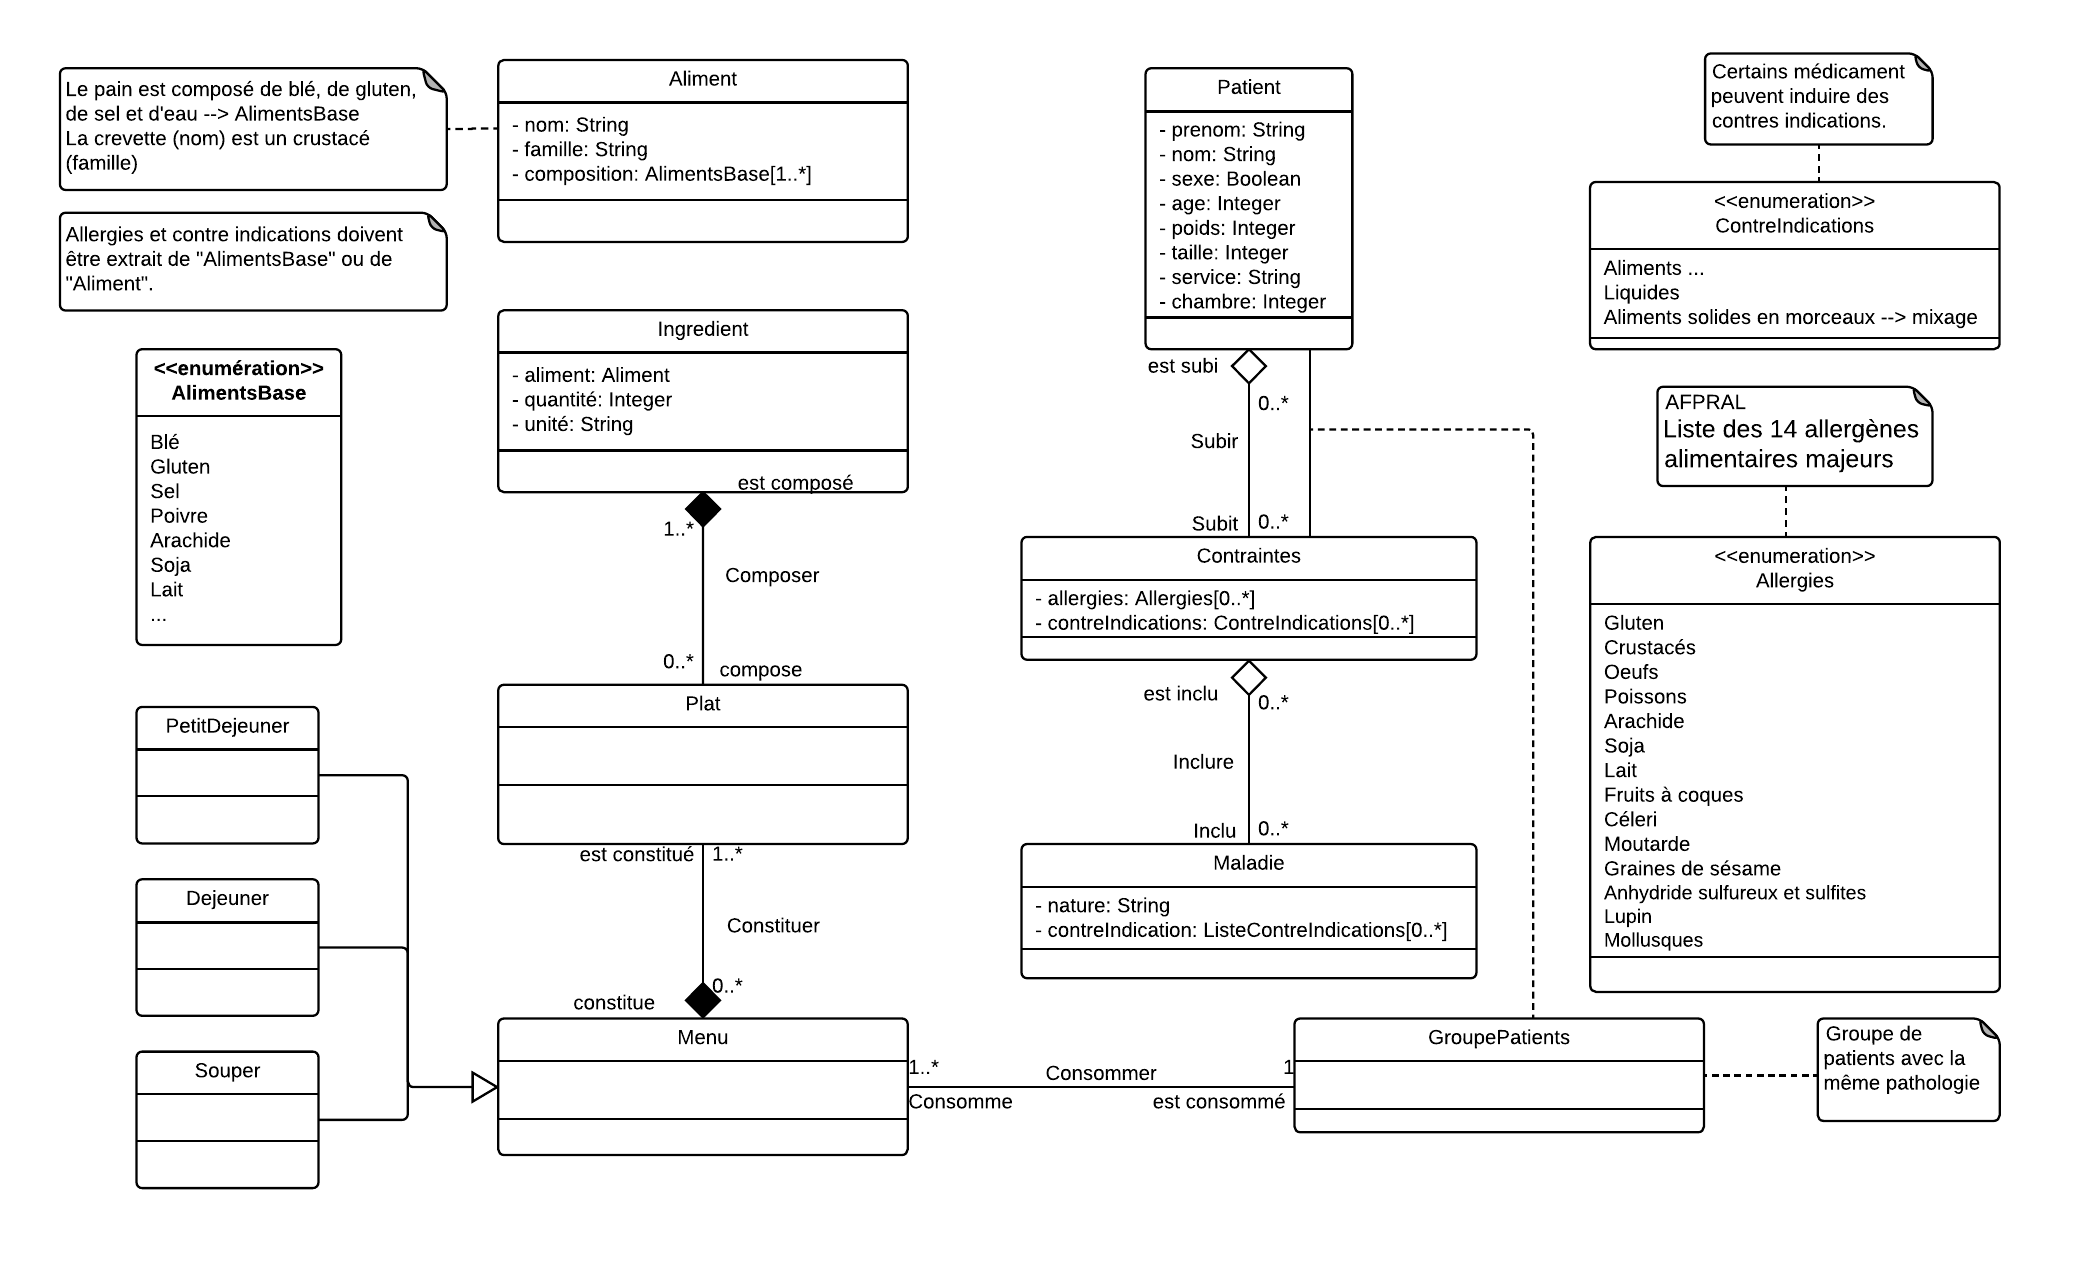 Le pain est composé de blé, de gluten,
de sel et d'eau --> AlimentsBase
La crevette (nom) est un crustacé
(famille)
Allergies et contre indications doivent
être extrait de "AlimentsBase" ou de
"Aliment".
<<enumération>>
AlimentsBase
Blé
Gluten
Sel
Poivre
Arachide
Soja
Lait
...
PetitDejeuner
Dejeuner
Souper
Aliment
- nom: String
- famille: String
- composition: AlimentsBase[1..*]
Ingredient
- aliment: Aliment
- quantité: Integer
- unité: String
est composé
1..*
Composer
0..*
compose
Plat
est constitué
1..*
Constituer
0..*
constitue
Menu
1..*
Consommer
1
Consomme
est consommé
Patient
- prenom: String
- nom: String
- sexe: Boolean
- age: Integer
- poids: Integer
- taille: Integer
- service: String
- chambre: Integer
est subi
0..*
Subir
Subit
0..*
Contraintes
- allergies: Allergies[0..*]
- contreIndications: ContreIndications[0..*]
est inclu
0..*
Inclure
Inclu
0..*
Maladie
- nature: String
- contreIndication: ListeContreIndications[0..*]
GroupePatients
Groupe de
patients avec la
même pathologie
Certains médicament
peuvent induire des
contres indications.
<<enumeration>>
ContreIndications
Aliments ...
Liquides
Aliments solides en morceaux --> mixage
AFPRAL
Liste des 14 allergènes
alimentaires majeurs
<<enumeration>>
Allergies
Gluten
Crustacés
Oeufs
Poissons
Arachide
Soja
Lait
Fruits à coques
Céleri
Moutarde
Graines de sésame
Anhydride sulfureux et sulfites
Lupin
Mollusques